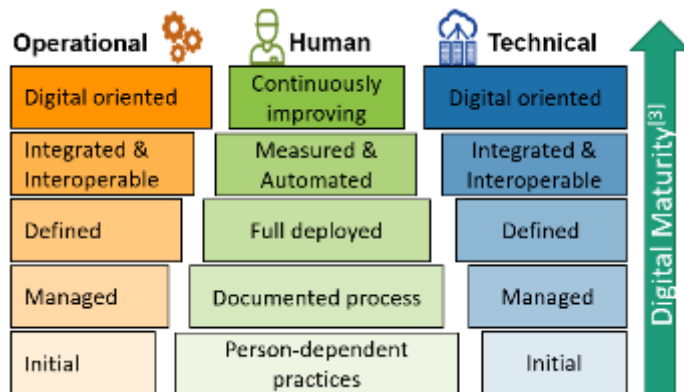 Operational Human Technical
Digital oriented
Continuously
improving
Digital oriented
Integrated &
Interoperable
Measured &
Automated
Integrated &
Interoperable
Defined
Full deployed
Defined
Managed
Documented process
Managed
Initial
Person-dependent
practices
Initial
Digital Maturity[3]